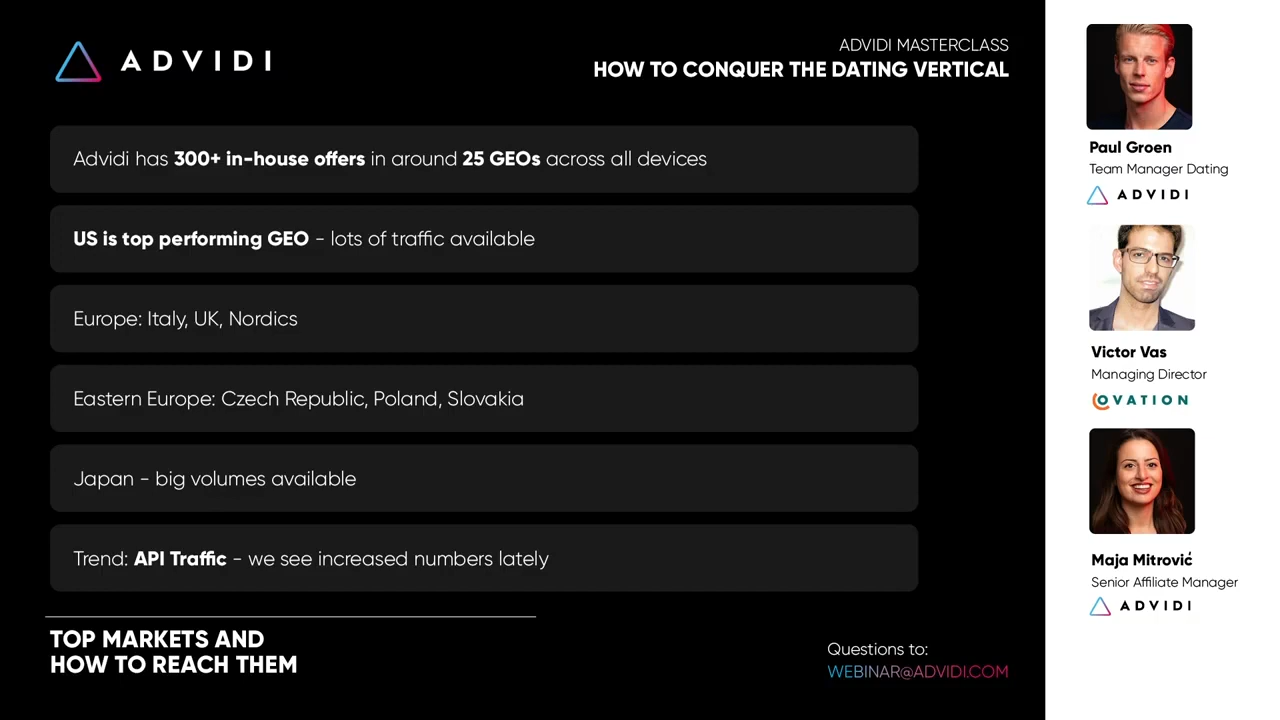 ADVIDI
ADVIDI MASTERCLASS
HOW TO CONQUER THE DATING VERTICAL
Advidi has 300+ in-house offers in around 25 GEOs across all devices
US is top performing GEO - lots of traffic available
Europe: Italy, UK, Nordics
Eastern Europe: Czech Republic, Poland, Slovakia
Japan - big volumes available
Trend: API Traffic - we see increased numbers lately
TOP MARKETS AND
HOW TO REACH THEM
Questions to:
WEBINAR@ADVIDI.COM
Paul Groen
Team Manager Dating
ADVIDI
Victor Vas
Managing Director
OVATION
Maja Mitrović
Senior Affiliate Manager
ADVIDI